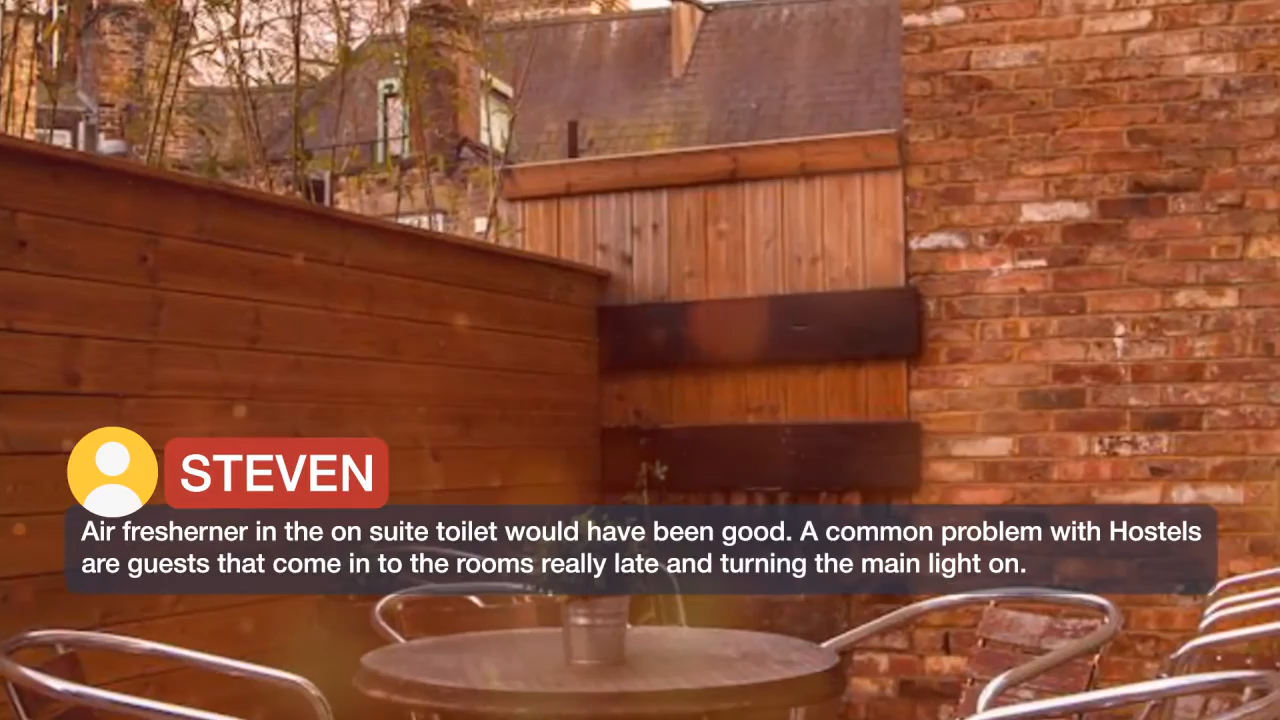 STEVEN
Air fresherner in the on suite toilet would have been good. A common problem with Hostels
are guests that come in to the rooms really late and turning the main light on.